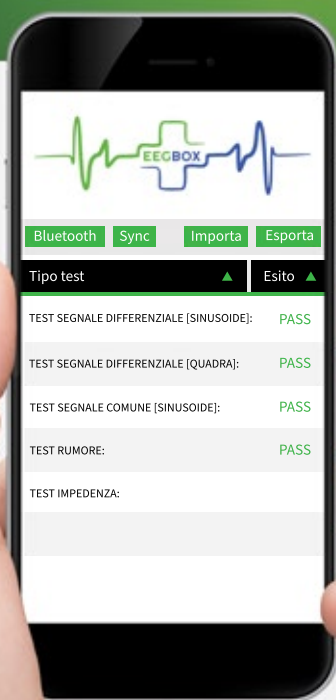 EEGBOX
Bluetooth Sync Importa Esporta
Tipo test ▲ Esito ▲
TEST SEGNALE DIFFERENZIALE [SINUSOIDE]: PASS
TEST SEGNALE DIFFERENZIALE [QUADRA]: PASS
TEST SEGNALE COMUNE [SINUSOIDE]: PASS
TEST RUMORE: PASS
TEST IMPEDENZA: